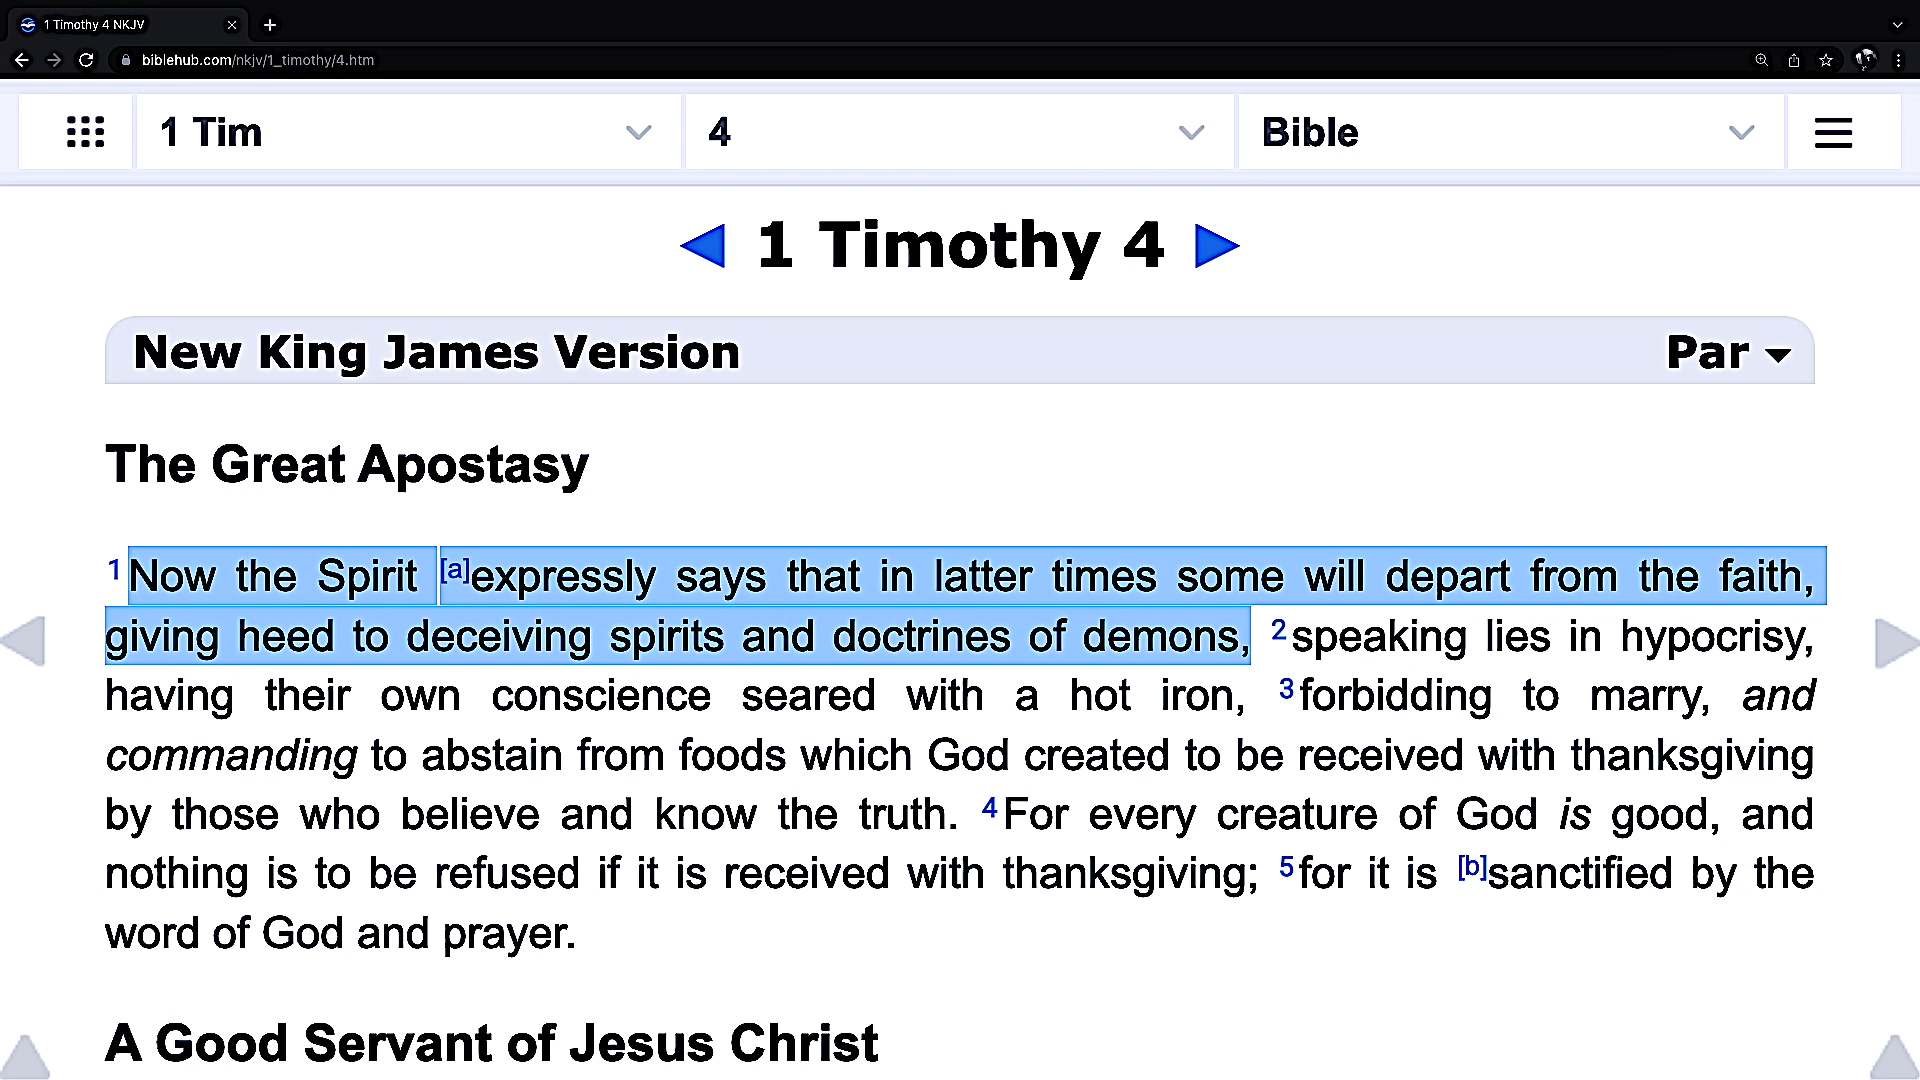 1 Timothy 4 NKJV
biblehub.com/nkjv/1_timothy/4.htm
1 Tim 4 Bible
1 Timothy 4
New King James Version Par
The Great Apostasy
1 Now the Spirit [a]expressly says that in latter times some will depart from the faith,
giving heed to deceiving spirits and doctrines of demons, 2 speaking lies in hypocrisy,
having their own conscience seared with a hot iron, 3 forbidding to marry, and
commanding to abstain from foods which God created to be received with thanksgiving
by those who believe and know the truth. 4 For every creature of God is good, and
nothing is to be refused if it is received with thanksgiving; 5 for it is [b]sanctified by the
word of God and prayer.
A Good Servant of Jesus Christ